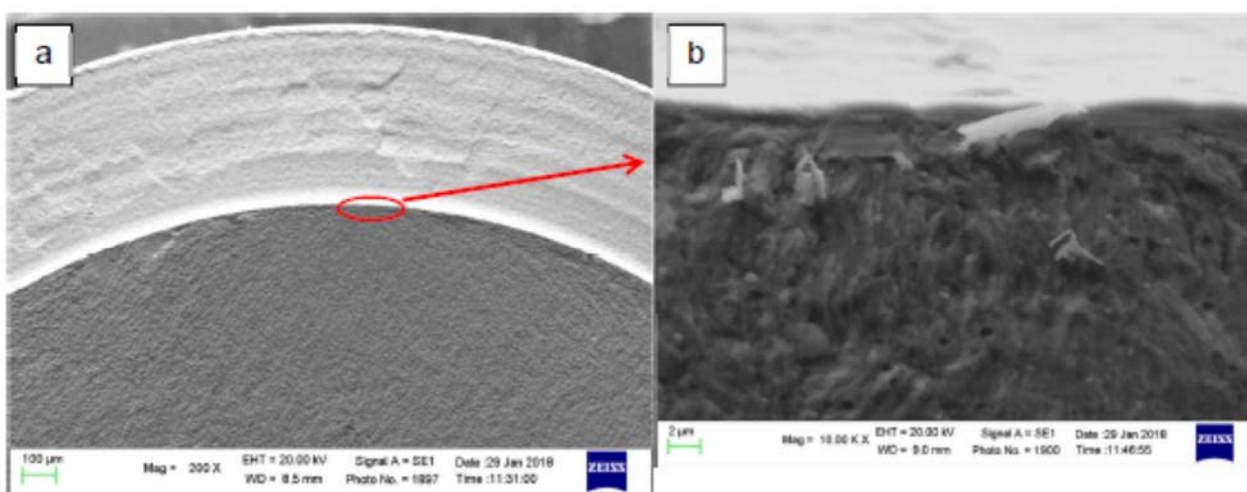 a
b
100 µm
Mag = 200 X
EHT = 20.00 kV
WD = 8.5 mm
Signal A = SE1
Photo No. = 1897
Date :29 Jan 2018
Time :11:31:00
ZEISS
2 µm
Mag = 10.00 K X
EHT = 20.00 kV
WD = 9.0 mm
Signal A = SE1
Photo No. = 1900
Date :29 Jan 2018
Time :11:46:55
ZEISS